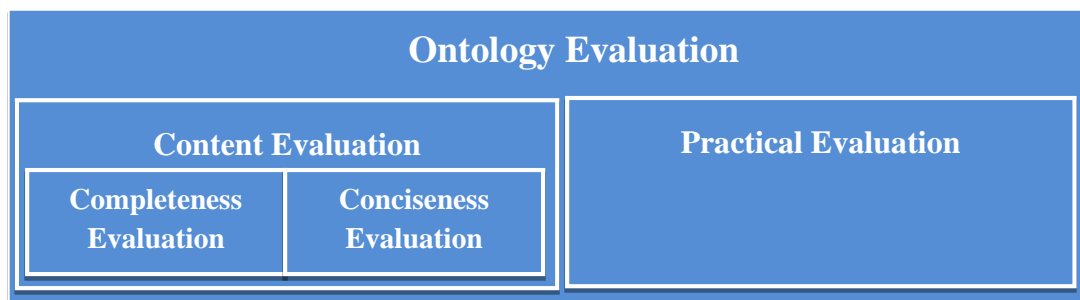 Ontology Evaluation
Content Evaluation
Completeness
Evaluation
Conciseness
Evaluation
Practical Evaluation